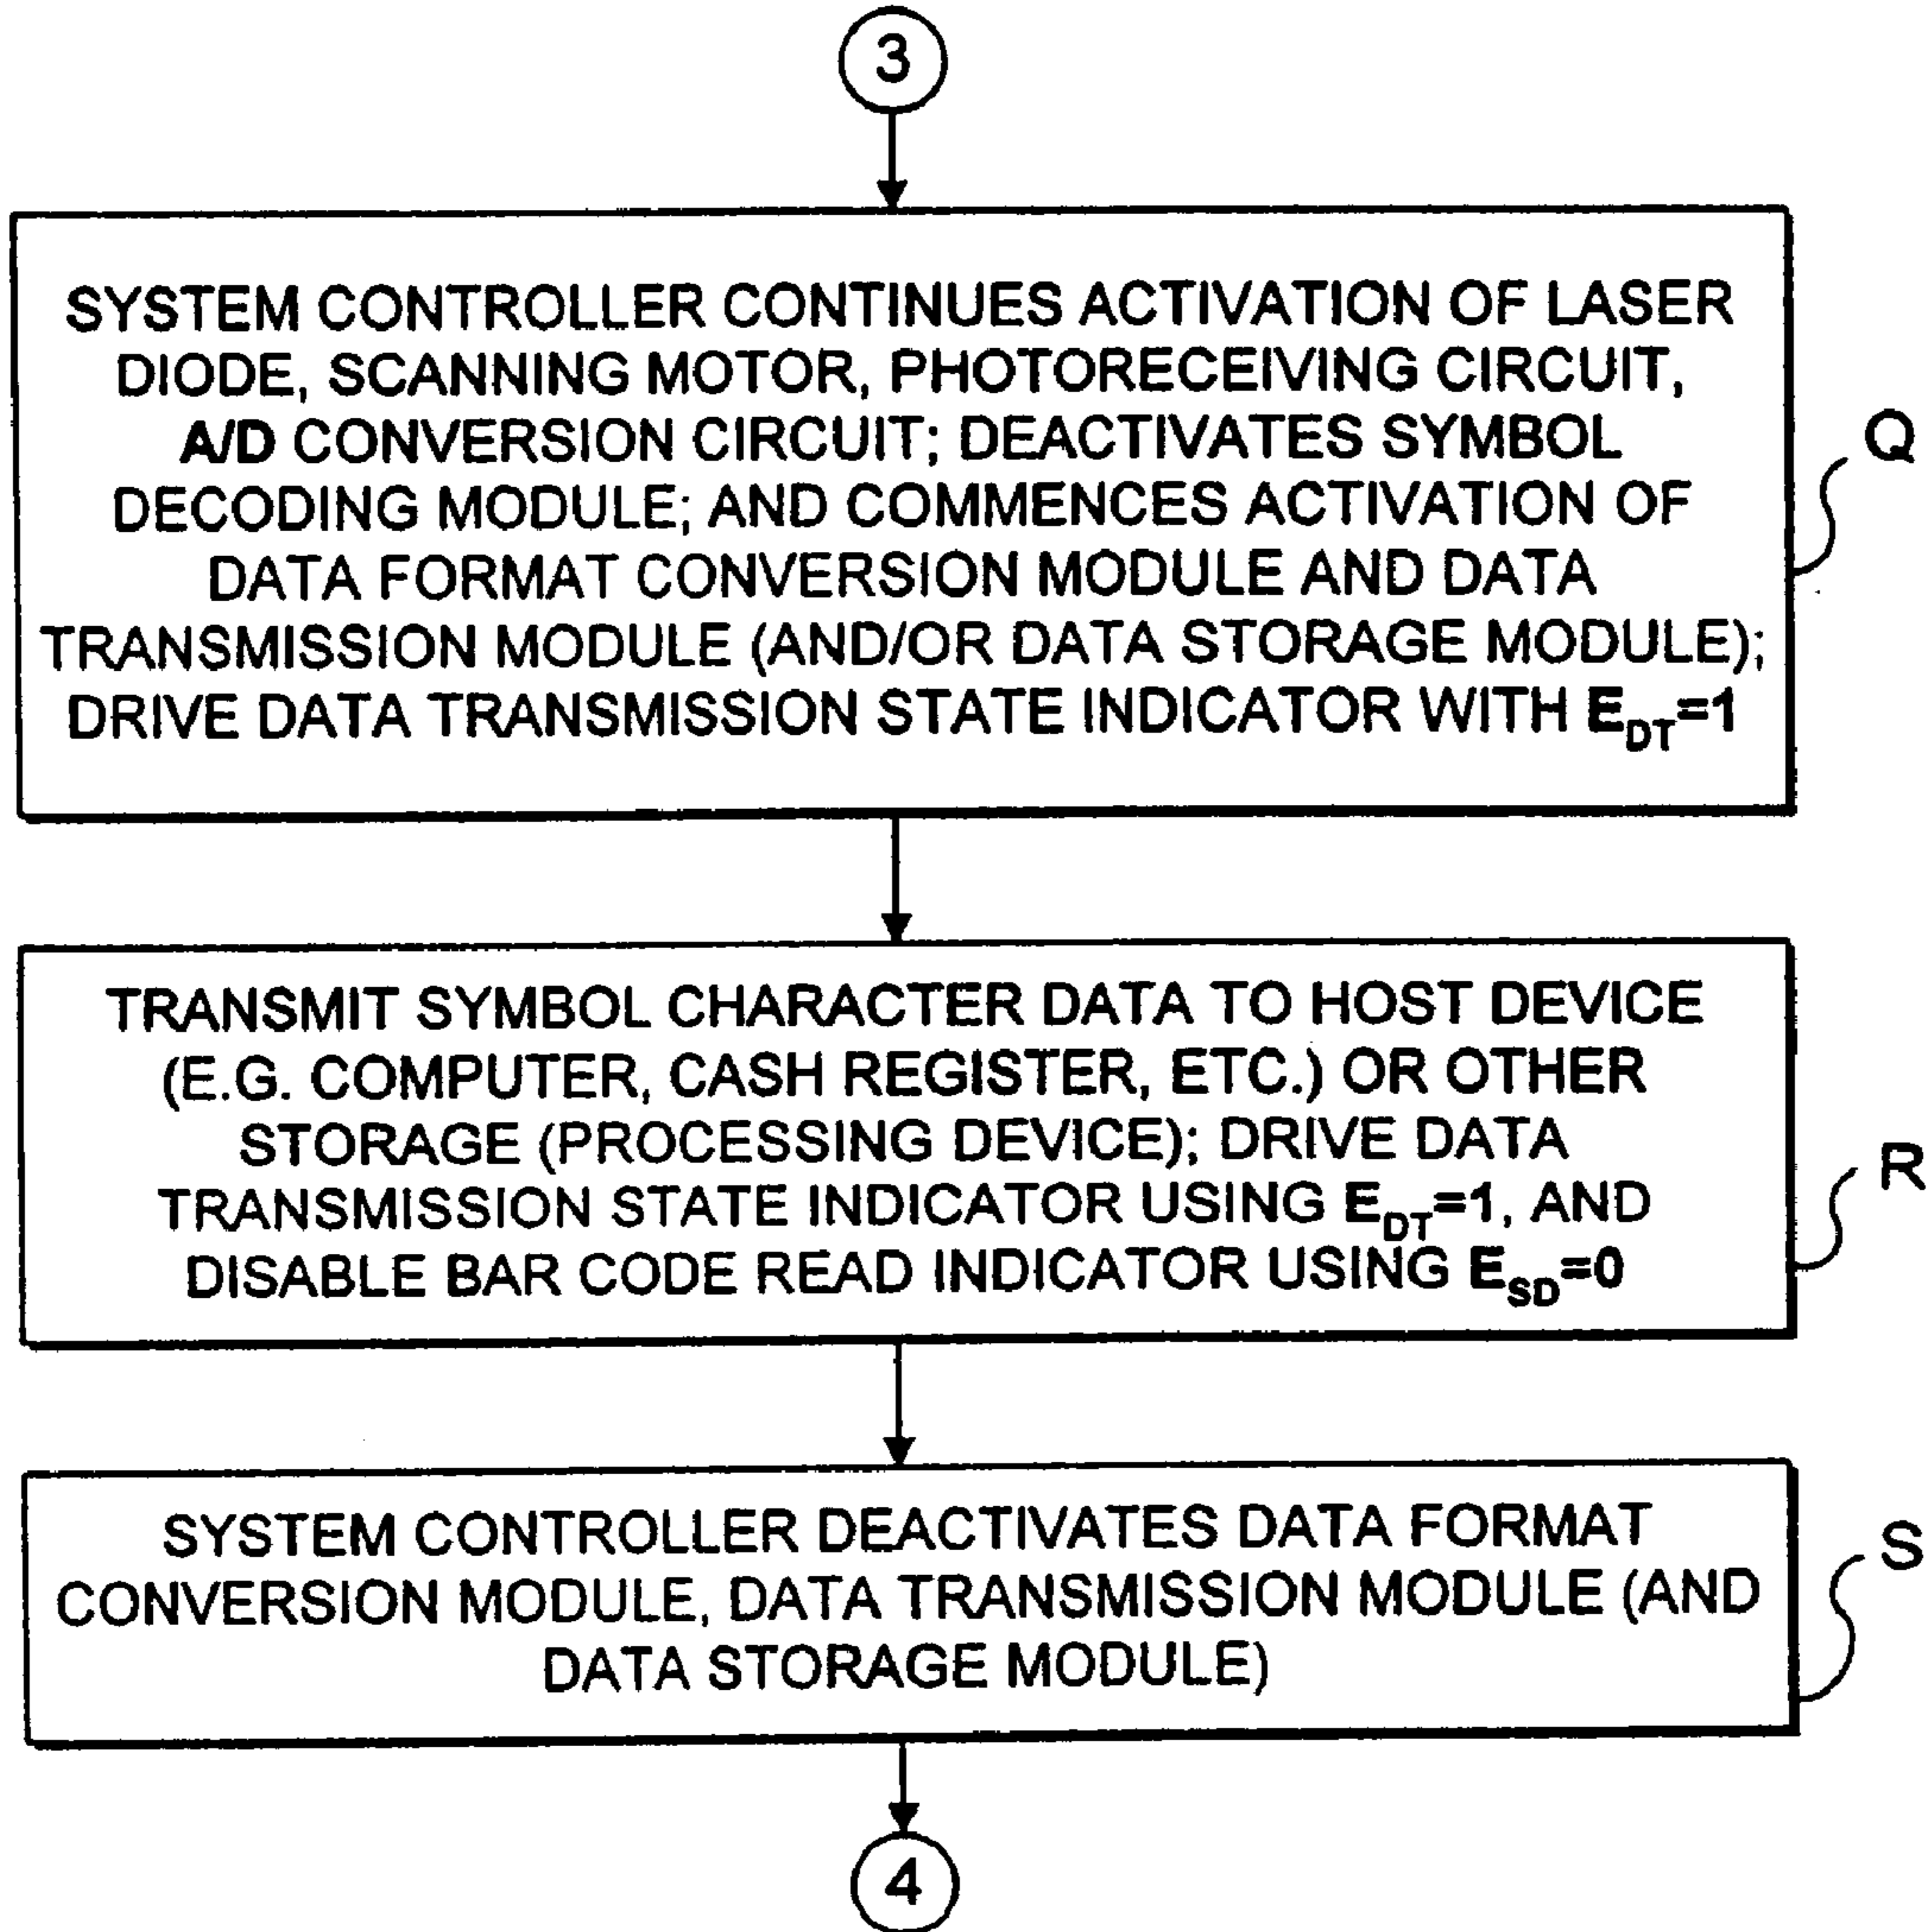 3
SYSTEM CONTROLLER CONTINUES ACTIVATION OF LASER
DIODE, SCANNING MOTOR, PHOTORECEIVING CIRCUIT,
A/D CONVERSION CIRCUIT; DEACTIVATES SYMBOL
DECODING MODULE; AND COMMENCES ACTIVATION OF
DATA FORMAT CONVERSION MODULE AND DATA
TRANSMISSION MODULE (AND/OR DATA STORAGE MODULE);
DRIVE DATA TRANSMISSION STATE INDICATOR WITH E_DT=1
Q
TRANSMIT SYMBOL CHARACTER DATA TO HOST DEVICE
(E.G. COMPUTER, CASH REGISTER, ETC.) OR OTHER
STORAGE (PROCESSING DEVICE); DRIVE DATA
TRANSMISSION STATE INDICATOR USING E_DT=1, AND
DISABLE BAR CODE READ INDICATOR USING E_SD=0
R
SYSTEM CONTROLLER DEACTIVATES DATA FORMAT
CONVERSION MODULE, DATA TRANSMISSION MODULE (AND
DATA STORAGE MODULE)
S
4